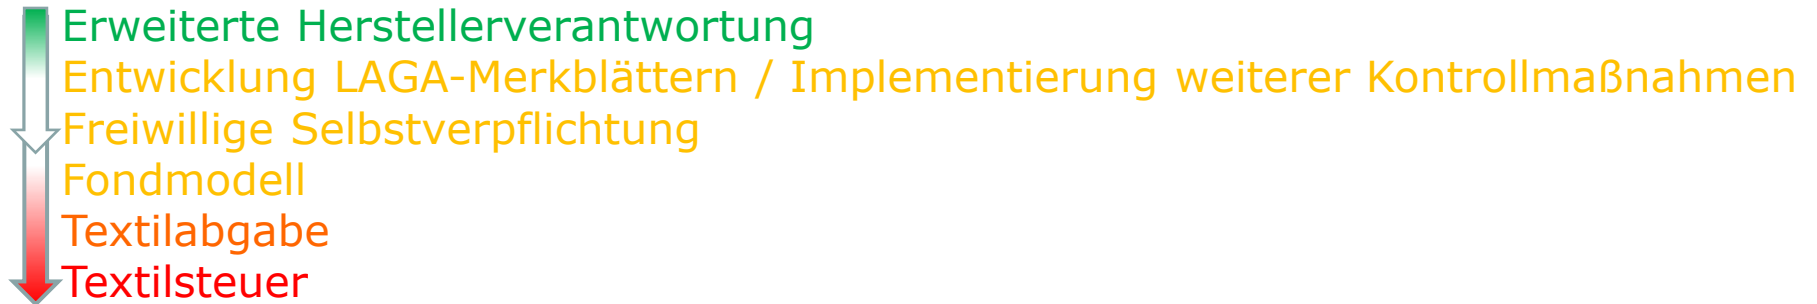 Erweiterte Herstellerverantwortung
Entwicklung LAGA-Merkblättern / Implementierung weiterer Kontrollmaßnahmen
Freiwillige Selbstverpflichtung
Fondmodell
Textilabgabe
Textilsteuer